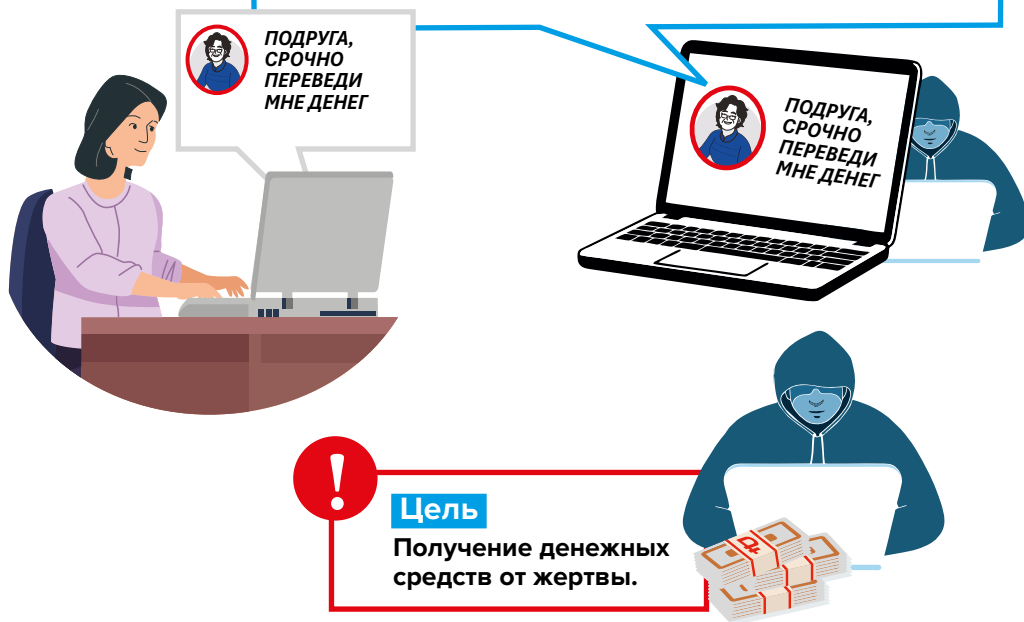 ПОДРУГА,
СРОЧНО
ПЕРЕВЕДИ
МНЕ ДЕНЕГ
ПОДРУГА,
СРОЧНО
ПЕРЕВЕДИ
МНЕ ДЕНЕГ
!
Цель
Получение денежных
средств от жертвы.